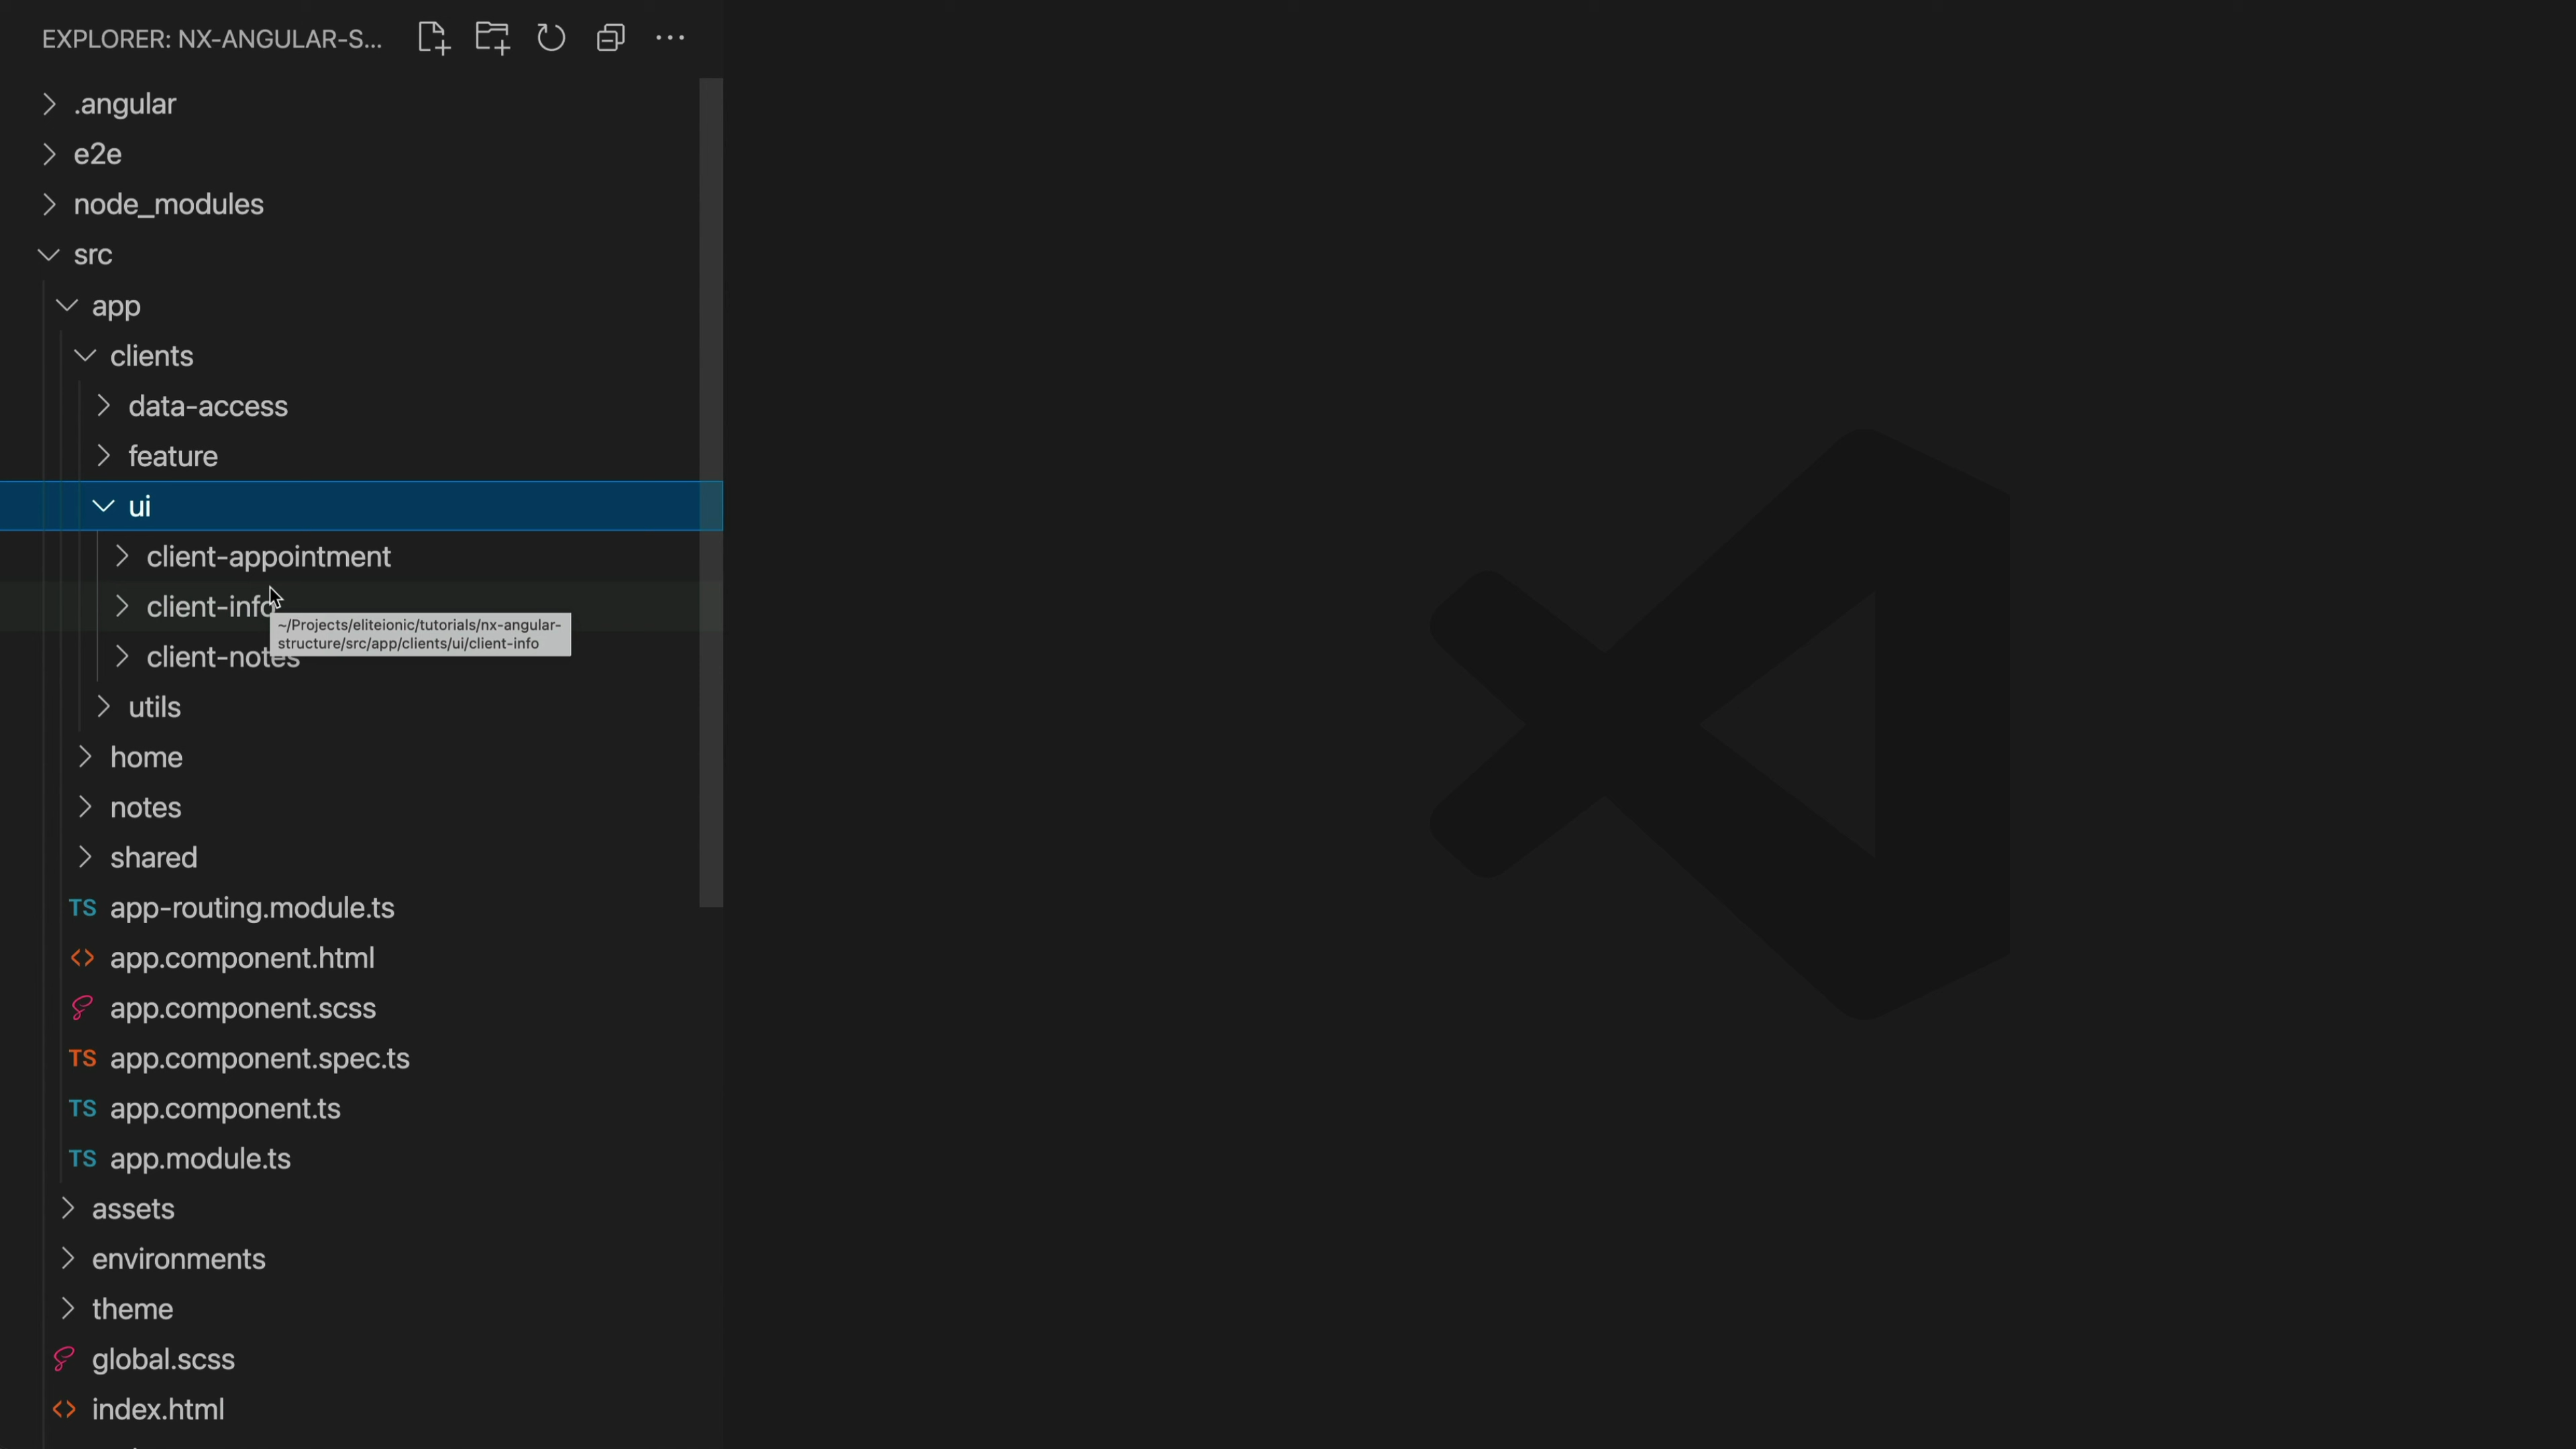 EXPLORER: NX-ANGULAR-S...
.angular
e2e
node_modules
src
app
clients
data-access
feature
ui
client-appointment
client-info
~/Projects/eliteionic/tutorials/nx-angular-
structure/src/app/clients/ui/client-info
client-notes
utils
home
notes
shared
TS app-routing.module.ts
<> app.component.html
app.component.scss
TS app.component.spec.ts
TS app.component.ts
TS app.module.ts
assets
environments
theme
global.scss
<> index.html